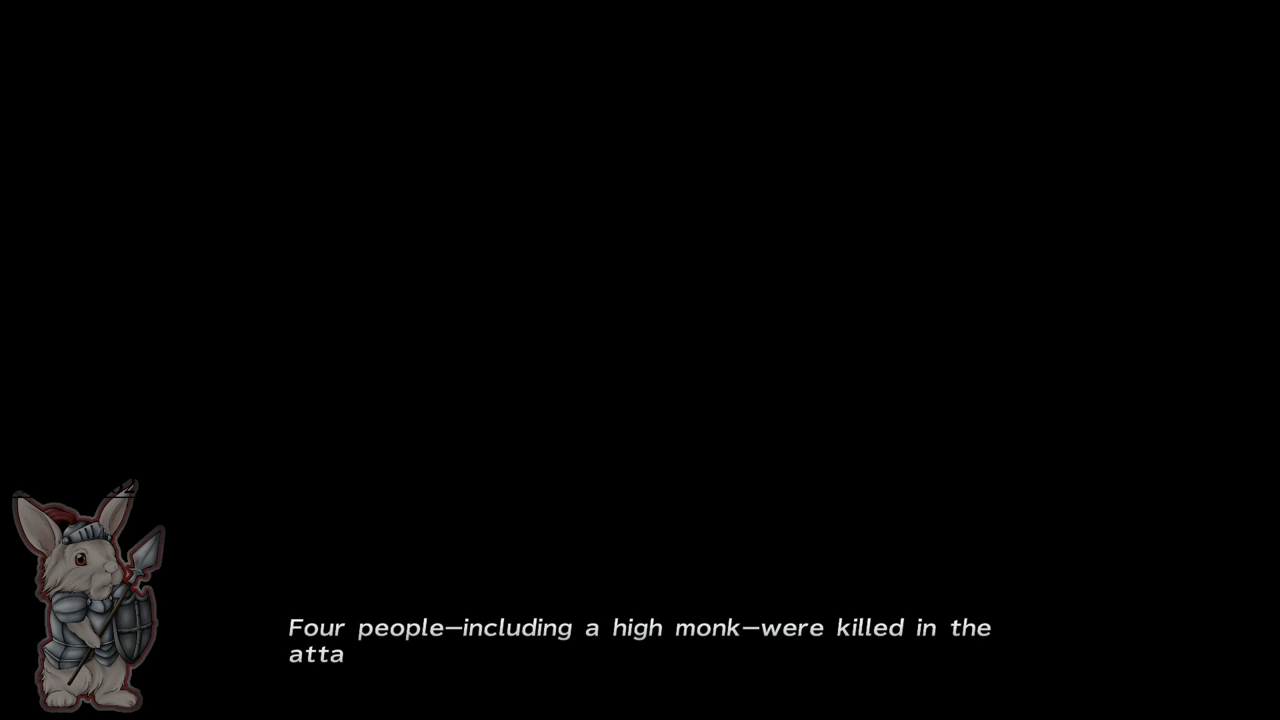 Four people—including a high monk—were killed in the
atta